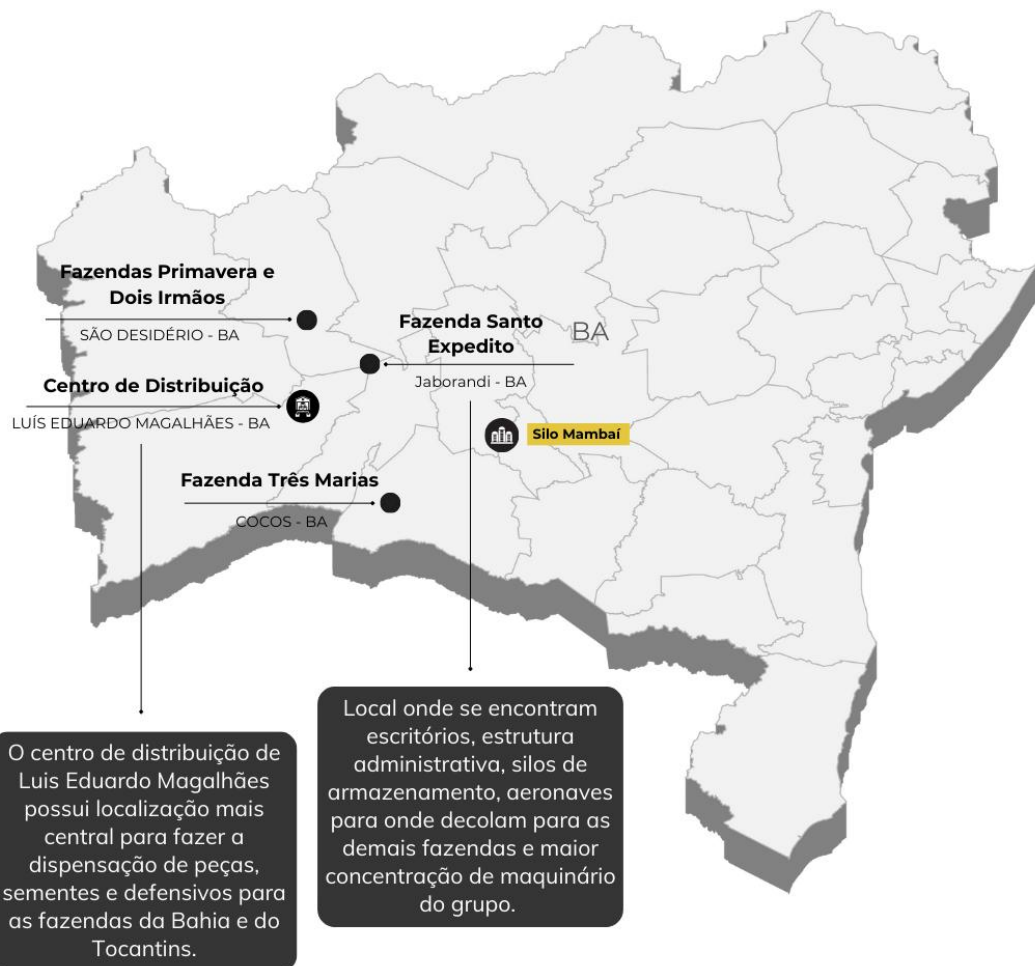 Fazendas Primavera e
Dois Irmãos
SÃO DESIDÉRIO - BA
Fazenda Santo
Expedito
BA
Jaborandi - BA
Centro de Distribuição
LUÍS EDUARDO MAGALHÃES - BA
Silo Mambaí
Fazenda Três Marias
COCOS - BA
O centro de distribuição de
Luis Eduardo Magalhães
possui localização mais
central para fazer a
dispensação de peças,
sementes e defensivos para
as fazendas da Bahia e do
Tocantins.
Local onde se encontram
escritórios, estrutura
administrativa, silos de
armazenamento, aeronaves
para onde decolam para as
demais fazendas e maior
concentração de maquinário
do grupo.